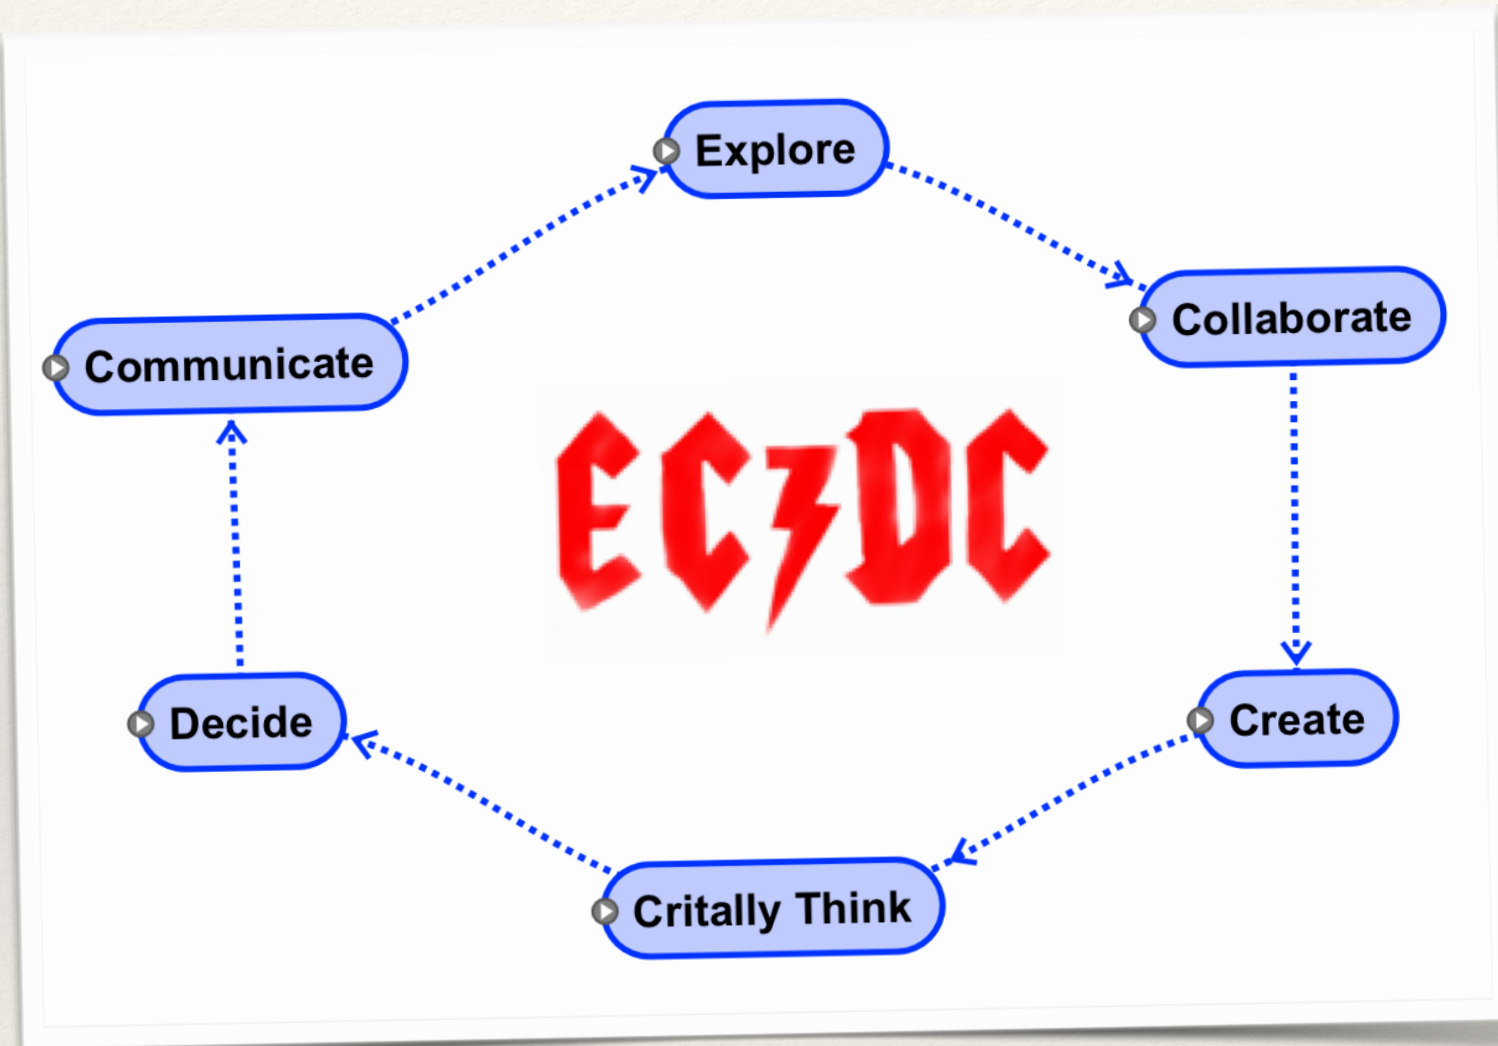 Explore
Collaborate
Communicate
EC⚡DC
Decide
Create
Critally Think